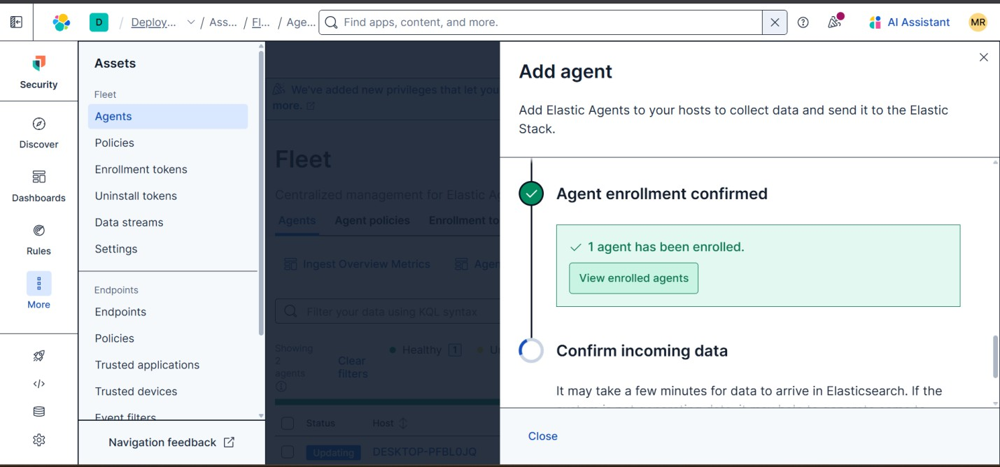 D
Deploy...
Ass...
Fl...
Age...
Find apps, content, and more.
AI Assistant
MR
Security
Discover
Dashboards
Rules
More
Assets
Fleet
Agents
Policies
Enrollment tokens
Uninstall tokens
Data streams
Settings
Endpoints
Endpoints
Policies
Trusted applications
Trusted devices
Event filters
Navigation feedback
We've added new privileges that let you
more.
Fleet
Centralized management for Elastic Ag
Agents
Agent policies
Enrollment to
Ingest Overview Metrics
Agen
Filter your data using KQL syntax
Showing
2
agents
Clear
filters
Healthy 1
U
Status
Host
Updating
DESKTOP-PFBL0JQ
Add agent
Add Elastic Agents to your hosts to collect data and send it to the Elastic
Stack.
Agent enrollment confirmed
1 agent has been enrolled.
View enrolled agents
Confirm incoming data
It may take a few minutes for data to arrive in Elasticsearch. If the
Close